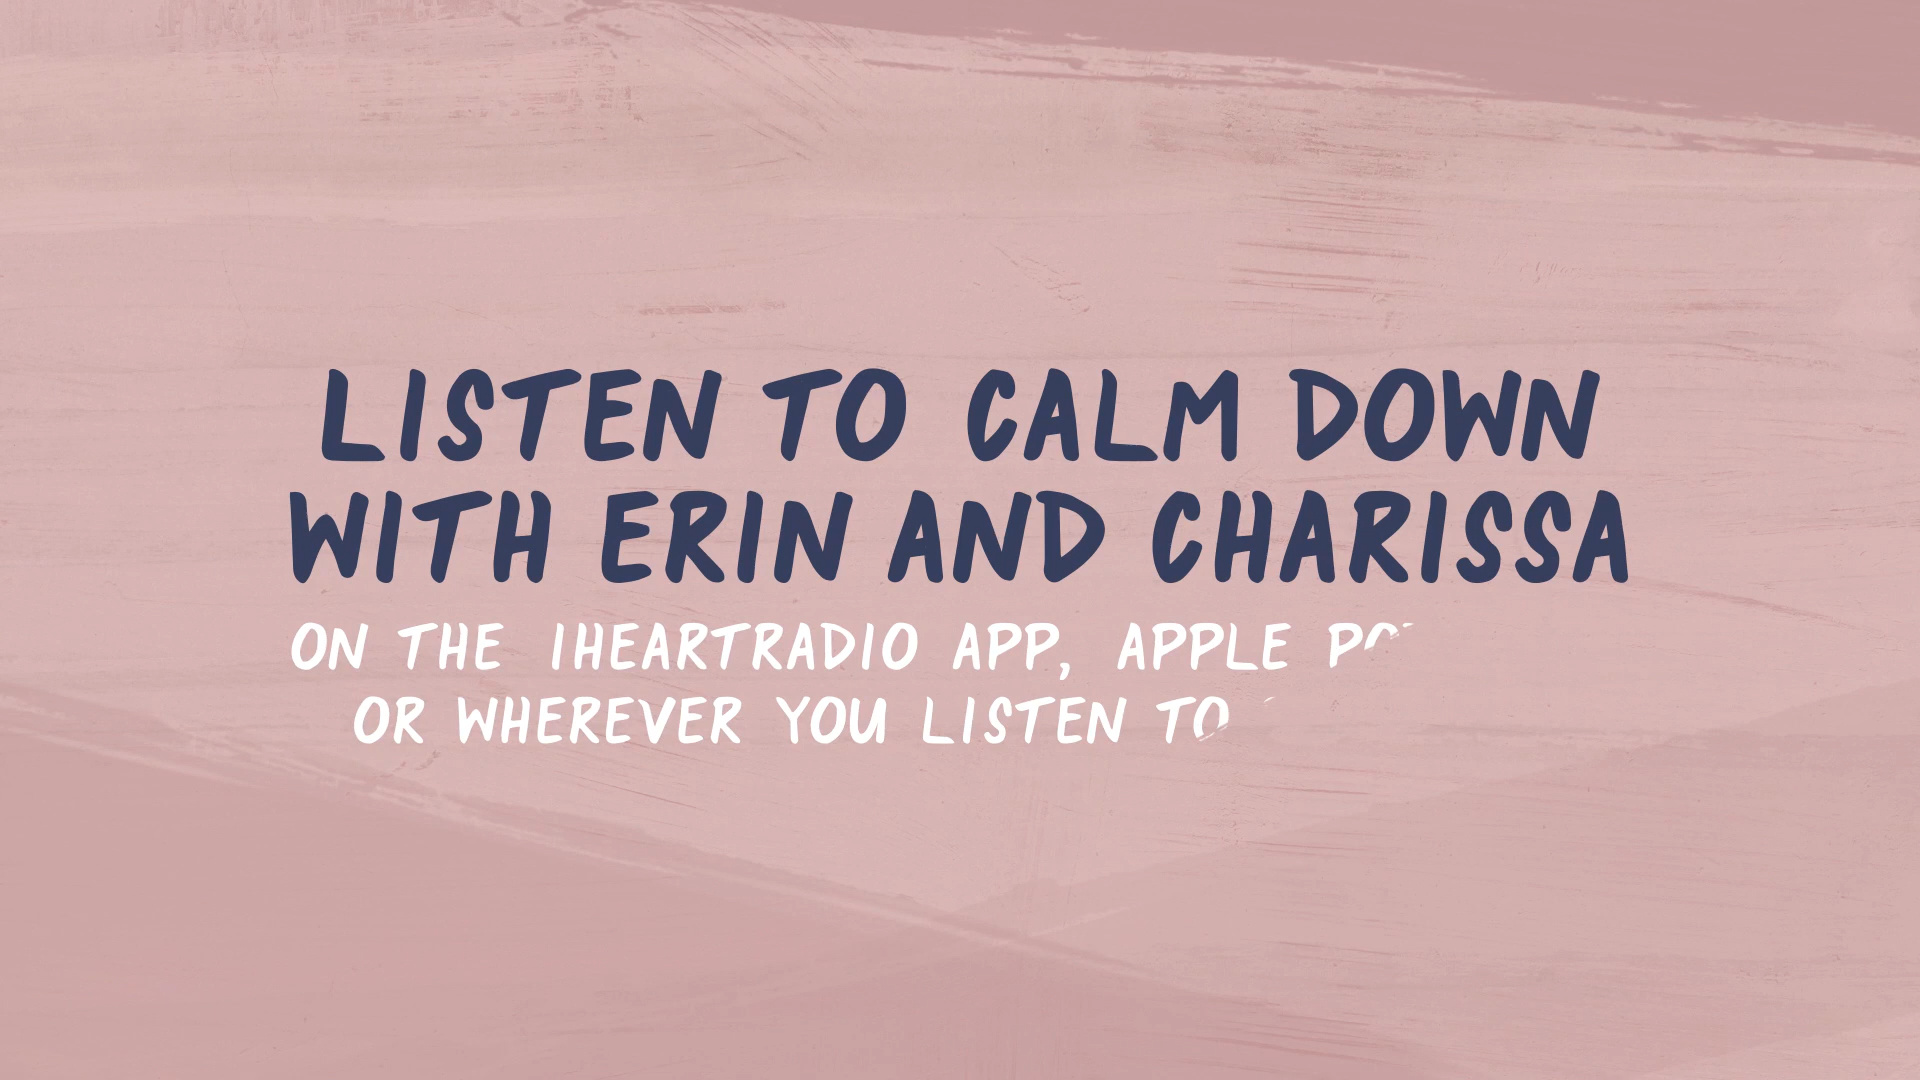 LISTEN TO CALM DOWN
WITH ERIN AND CHARISSA
ON THE IHEARTRADIO APP, APPLE
OR WHEREVER YOU LISTEN TO